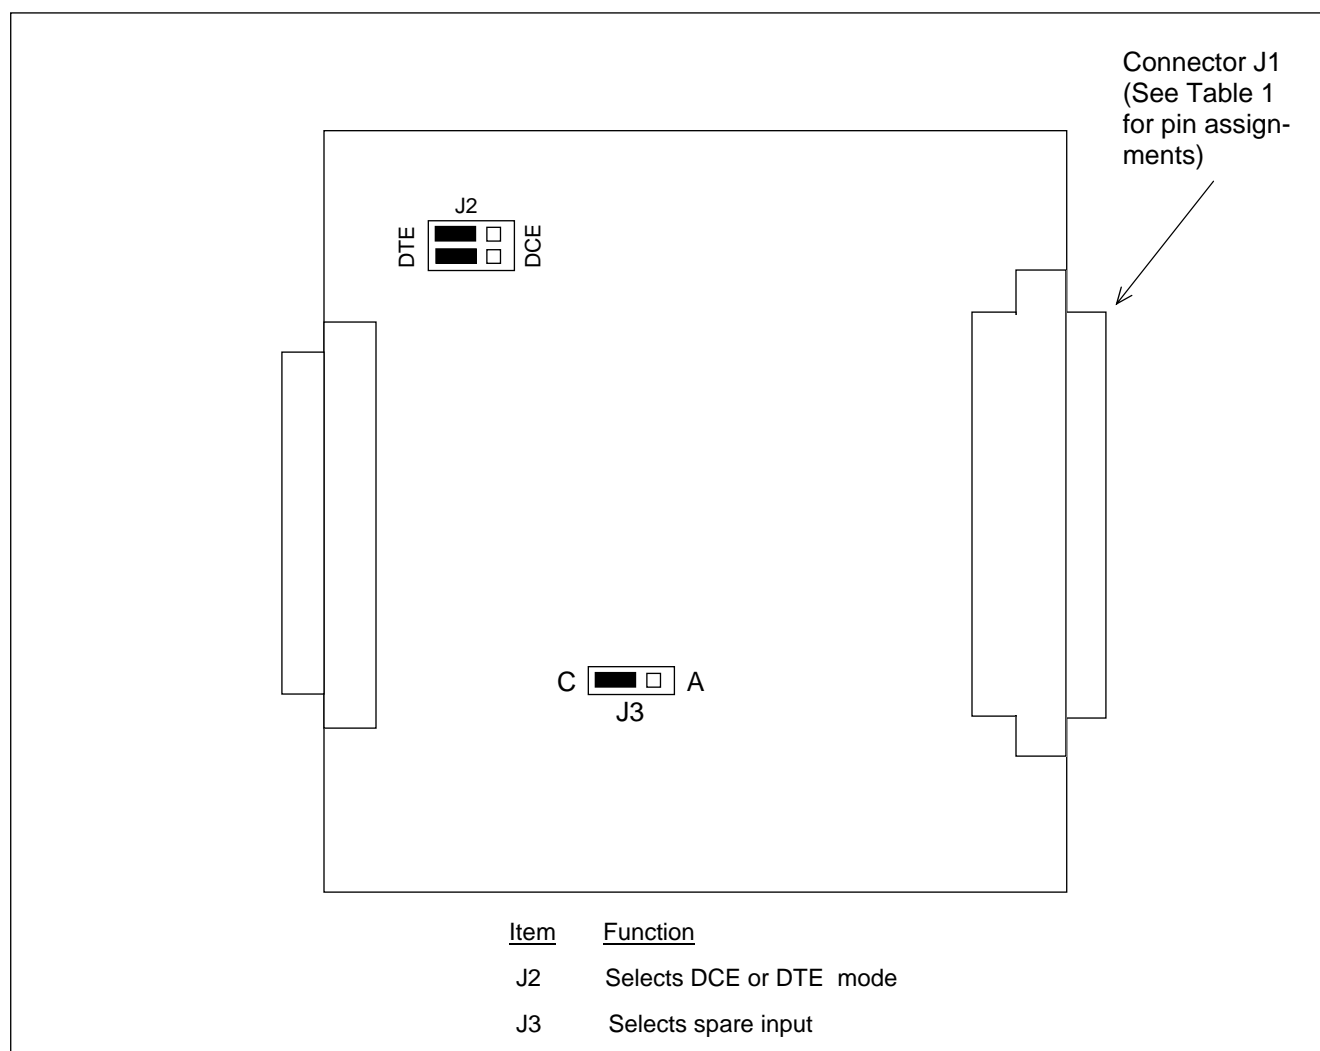 Connector J1
(See Table 1
for pin assign-
ments)
J2
DTE
DCE
C
A
J3
Item Function
J2 Selects DCE or DTE mode
J3 Selects spare input